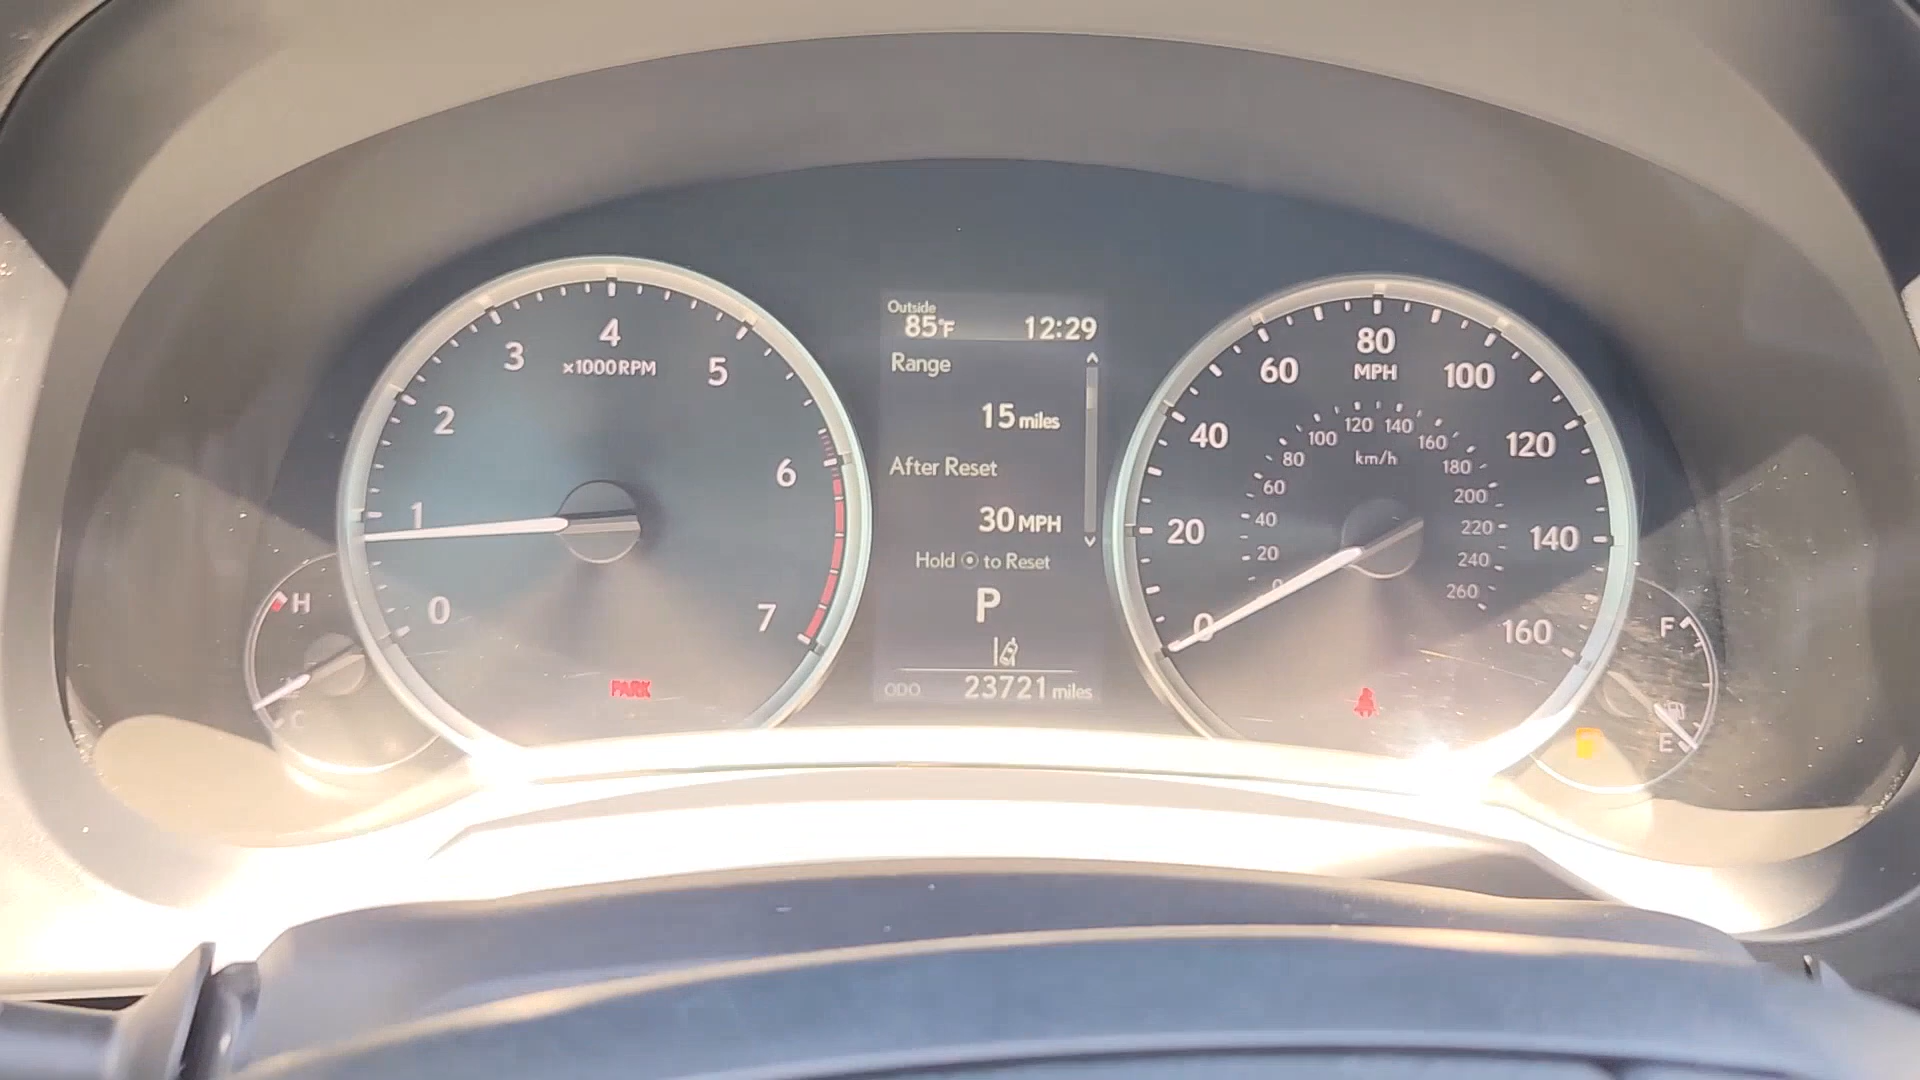 Outside
85°F 12:29
Range
15 miles
After Reset
30 MPH
Hold to Reset
P
ODO 23721 miles
0
1
2
3
4
5
6
7
×1000RPM
PARK
H
C
0
20
40
60
80
100
120
140
160
MPH
0
20
40
60
80
100
120
140
160
180
200
220
240
260
km/h
F
E